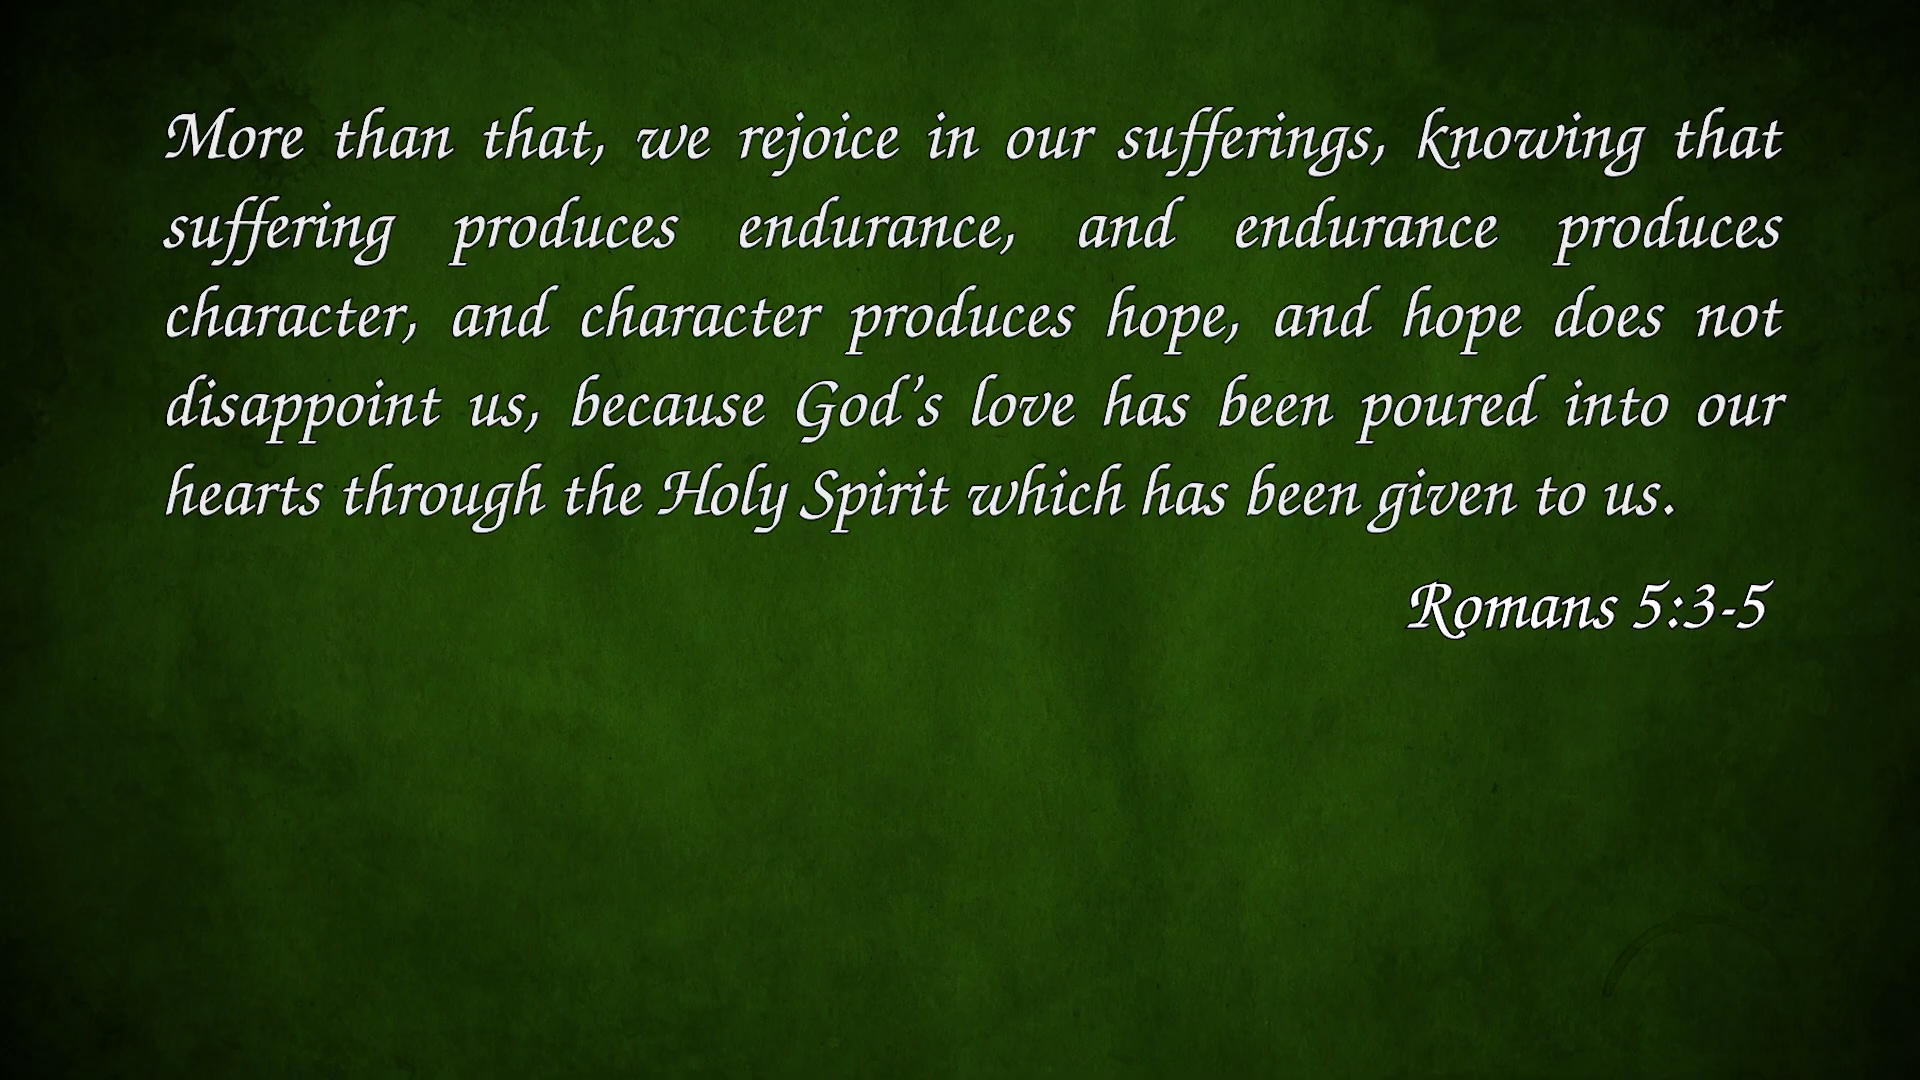 More than that, we rejoice in our sufferings, knowing that
suffering produces endurance, and endurance produces
character, and character produces hope, and hope does not
disappoint us, because God’s love has been poured into our
hearts through the Holy Spirit which has been given to us.
Romans 5:3-5